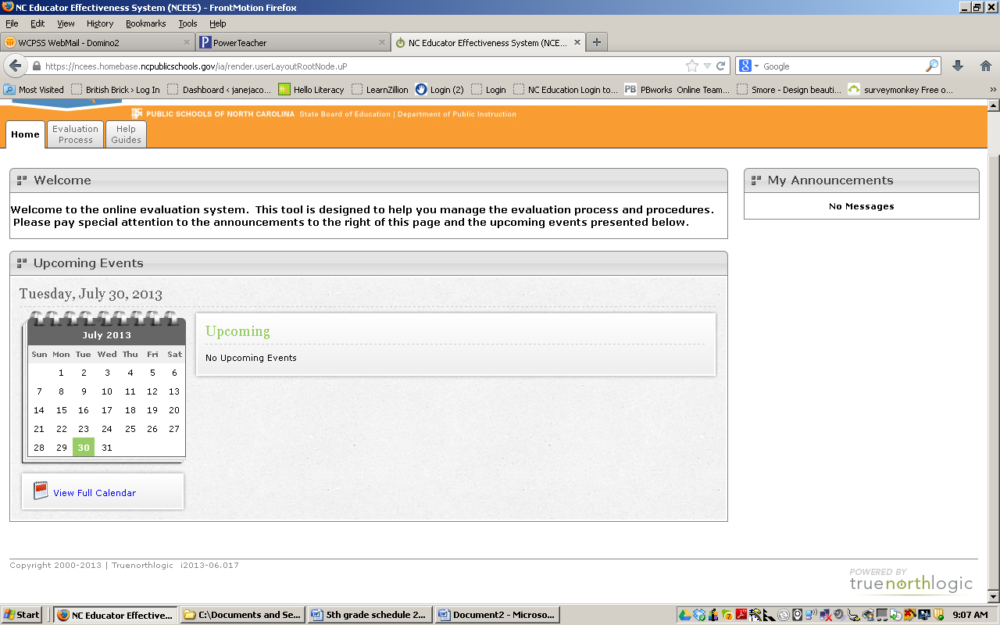 NC Educator Effectiveness System (NCEES) - FrontMotion Firefox
File Edit View History Bookmarks Tools Help
WCPSS WebMail - Domino2
PowerTeacher
NC Educator Effectiveness System (NCE...
https://ncees.homebase.ncpublicschools.gov/ia/render.userLayoutRootNode.uP
Google
Most Visited British Brick › Log In Dashboard ‹ janejaco... Hello Literacy LearnZillion Login (2) Login NC Education Login to... PBworks Online Team... Smore - Design beauti... surveymonkey Free o... »
PUBLIC SCHOOLS OF NORTH CAROLINA State Board of Education | Department of Public Instruction
Home
Evaluation
Process
Help
Guides
Welcome
Welcome to the online evaluation system. This tool is designed to help you manage the evaluation process and procedures.
Please pay special attention to the announcements to the right of this page and the upcoming events presented below.
My Announcements
No Messages
Upcoming Events
Tuesday, July 30, 2013
July 2013
Sun Mon Tue Wed Thu Fri Sat
1 2 3 4 5 6
7 8 9 10 11 12 13
14 15 16 17 18 19 20
21 22 23 24 25 26 27
28 29 30 31
Upcoming
No Upcoming Events
View Full Calendar
Copyright 2000-2013 | Truenorthlogic i2013-06.017
POWERED BY
truenorthlogic
Start
NC Educator Effective...
C:\Documents and Se...
5th grade schedule 2...
Document2 - Microso...
9:07 AM